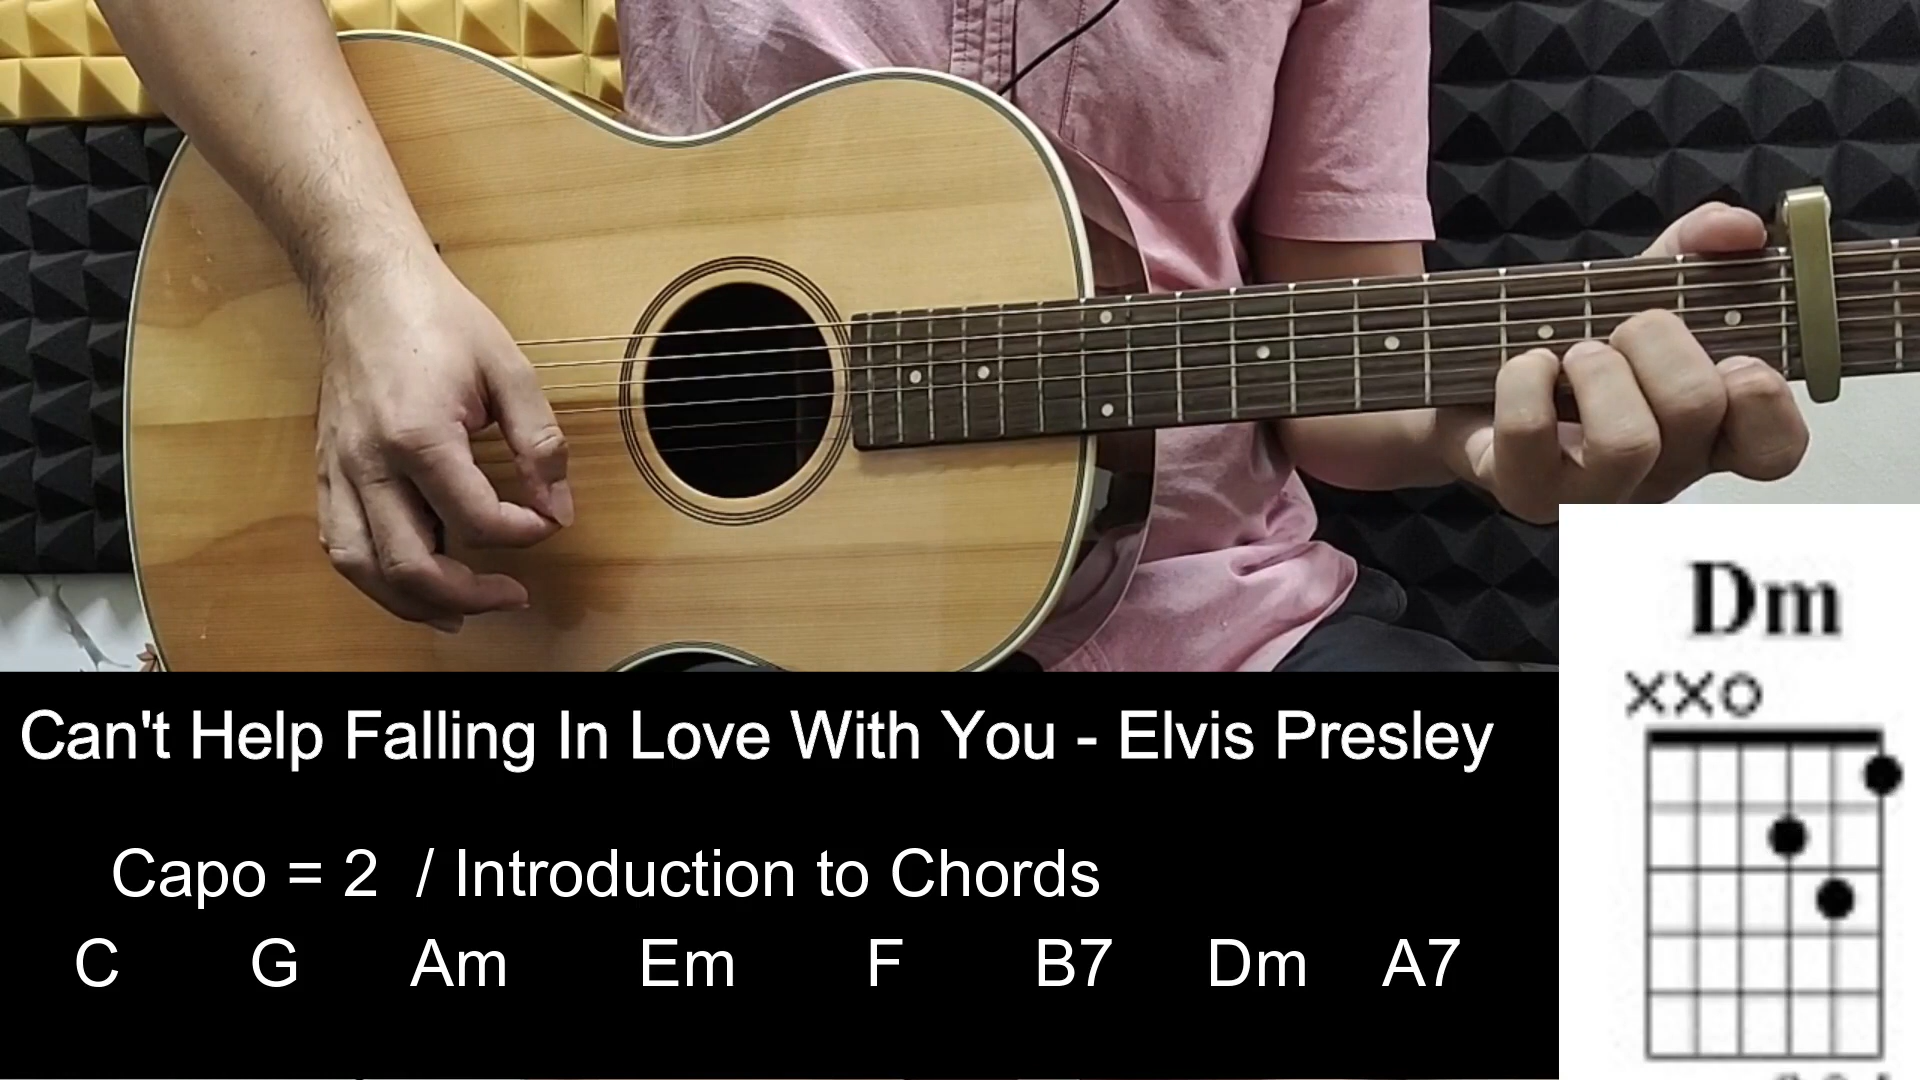 Can't Help Falling In Love With You - Elvis Presley
Capo = 2 / Introduction to Chords
C G Am Em F B7 Dm A7
Dm
XXO